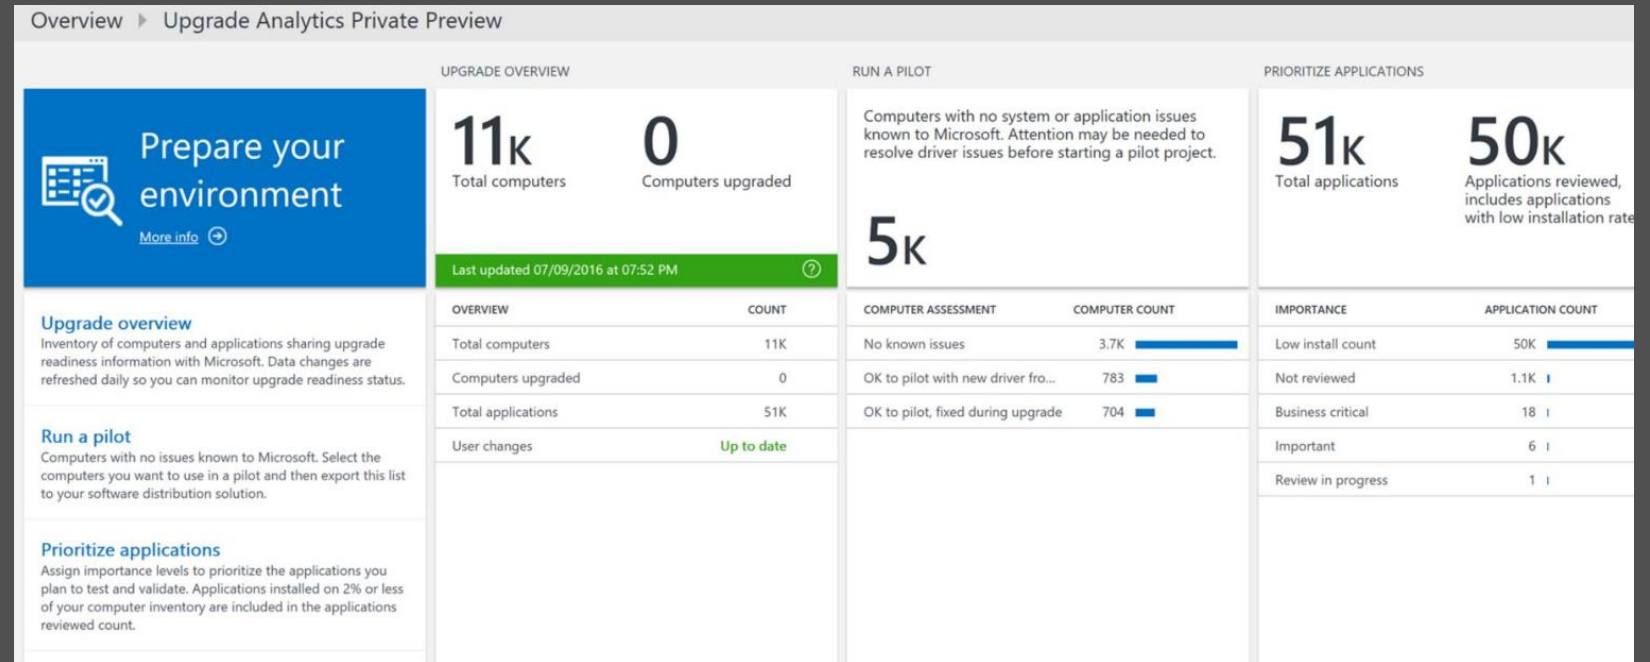 Overview Upgrade Analytics Private Preview
Prepare your
environment
More info
Upgrade overview
Inventory of computers and applications sharing upgrade
readiness information with Microsoft. Data changes are
refreshed daily so you can monitor upgrade readiness status.
Run a pilot
Computers with no issues known to Microsoft. Select the
computers you want to use in a pilot and then export this list
to your software distribution solution.
Prioritize applications
Assign importance levels to prioritize the applications you
plan to test and validate. Applications installed on 2% or less
of your computer inventory are included in the applications
reviewed count.
UPGRADE OVERVIEW
11K 0
Total computers Computers upgraded
Last updated 07/09/2016 at 07:52 PM ?
OVERVIEW COUNT
Total computers 11K
Computers upgraded 0
Total applications 51K
User changes Up to date
RUN A PILOT
Computers with no system or application issues
known to Microsoft. Attention may be needed to
resolve driver issues before starting a pilot project.
5K
COMPUTER ASSESSMENT COMPUTER COUNT
No known issues 3.7K
OK to pilot with new driver fro... 783
OK to pilot, fixed during upgrade 704
PRIORITIZE APPLICATIONS
51K 50K
Total applications Applications reviewed,
includes applications
with low installation rate
IMPORTANCE APPLICATION COUNT
Low install count 50K
Not reviewed 1.1K
Business critical 18
Important 6
Review in progress 1